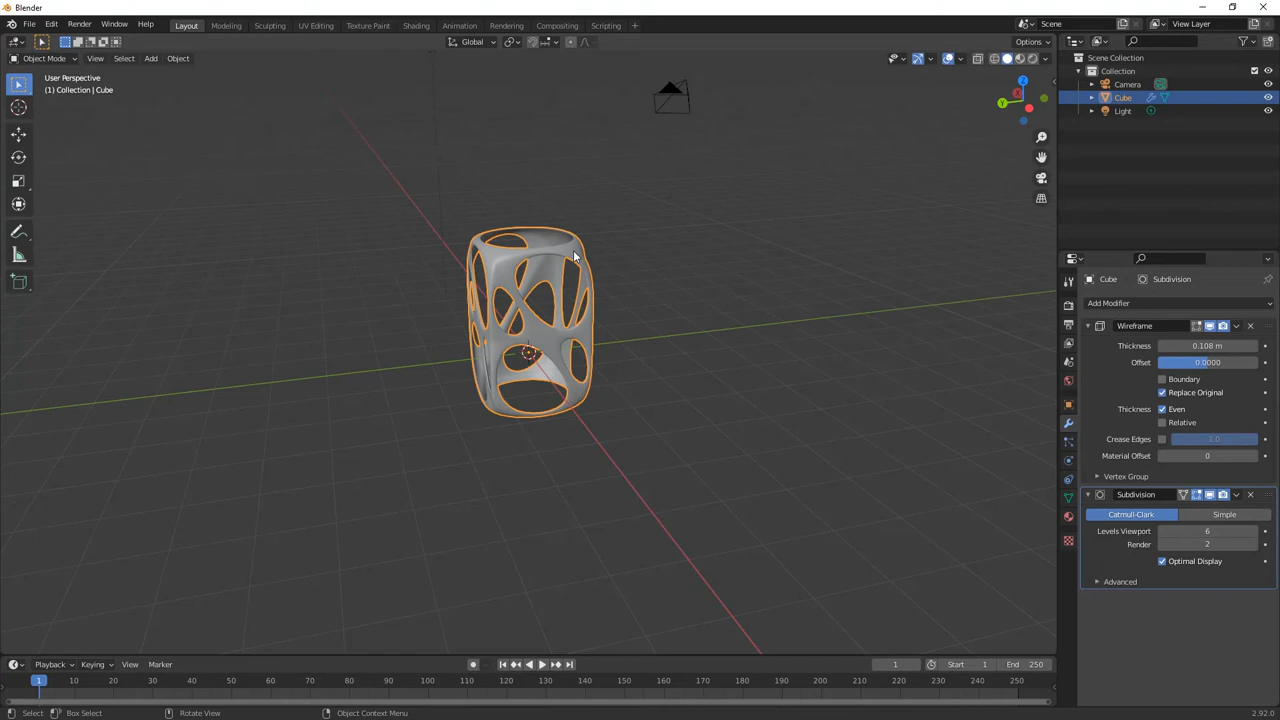 Blender
File Edit Render Window Help Layout Modeling Sculpting UV Editing Texture Paint Shading Animation Rendering Compositing Scripting + Scene View Layer
Global Options
Object Mode View Select Add Object
User Perspective
(1) Collection | Cube
Scene Collection
Collection
Camera
Cube
Light
Z
Y
X
Cube Subdivision
Add Modifier
Wireframe
Thickness 0.108 m
Offset 0.0000
Boundary
Replace Original
Thickness Even
Relative
Crease Edges 1.0
Material Offset 0
Vertex Group
Subdivision
Catmull-Clark Simple
Levels Viewport 6
Render 2
Optimal Display
Advanced
Playback Keying View Marker 1 Start 1 End 250
1 10 20 30 40 50 60 70 80 90 100 110 120 130 140 150 160 170 180 190 200 210 220 230 240 250
Select Box Select Rotate View Object Context Menu 2.92.0